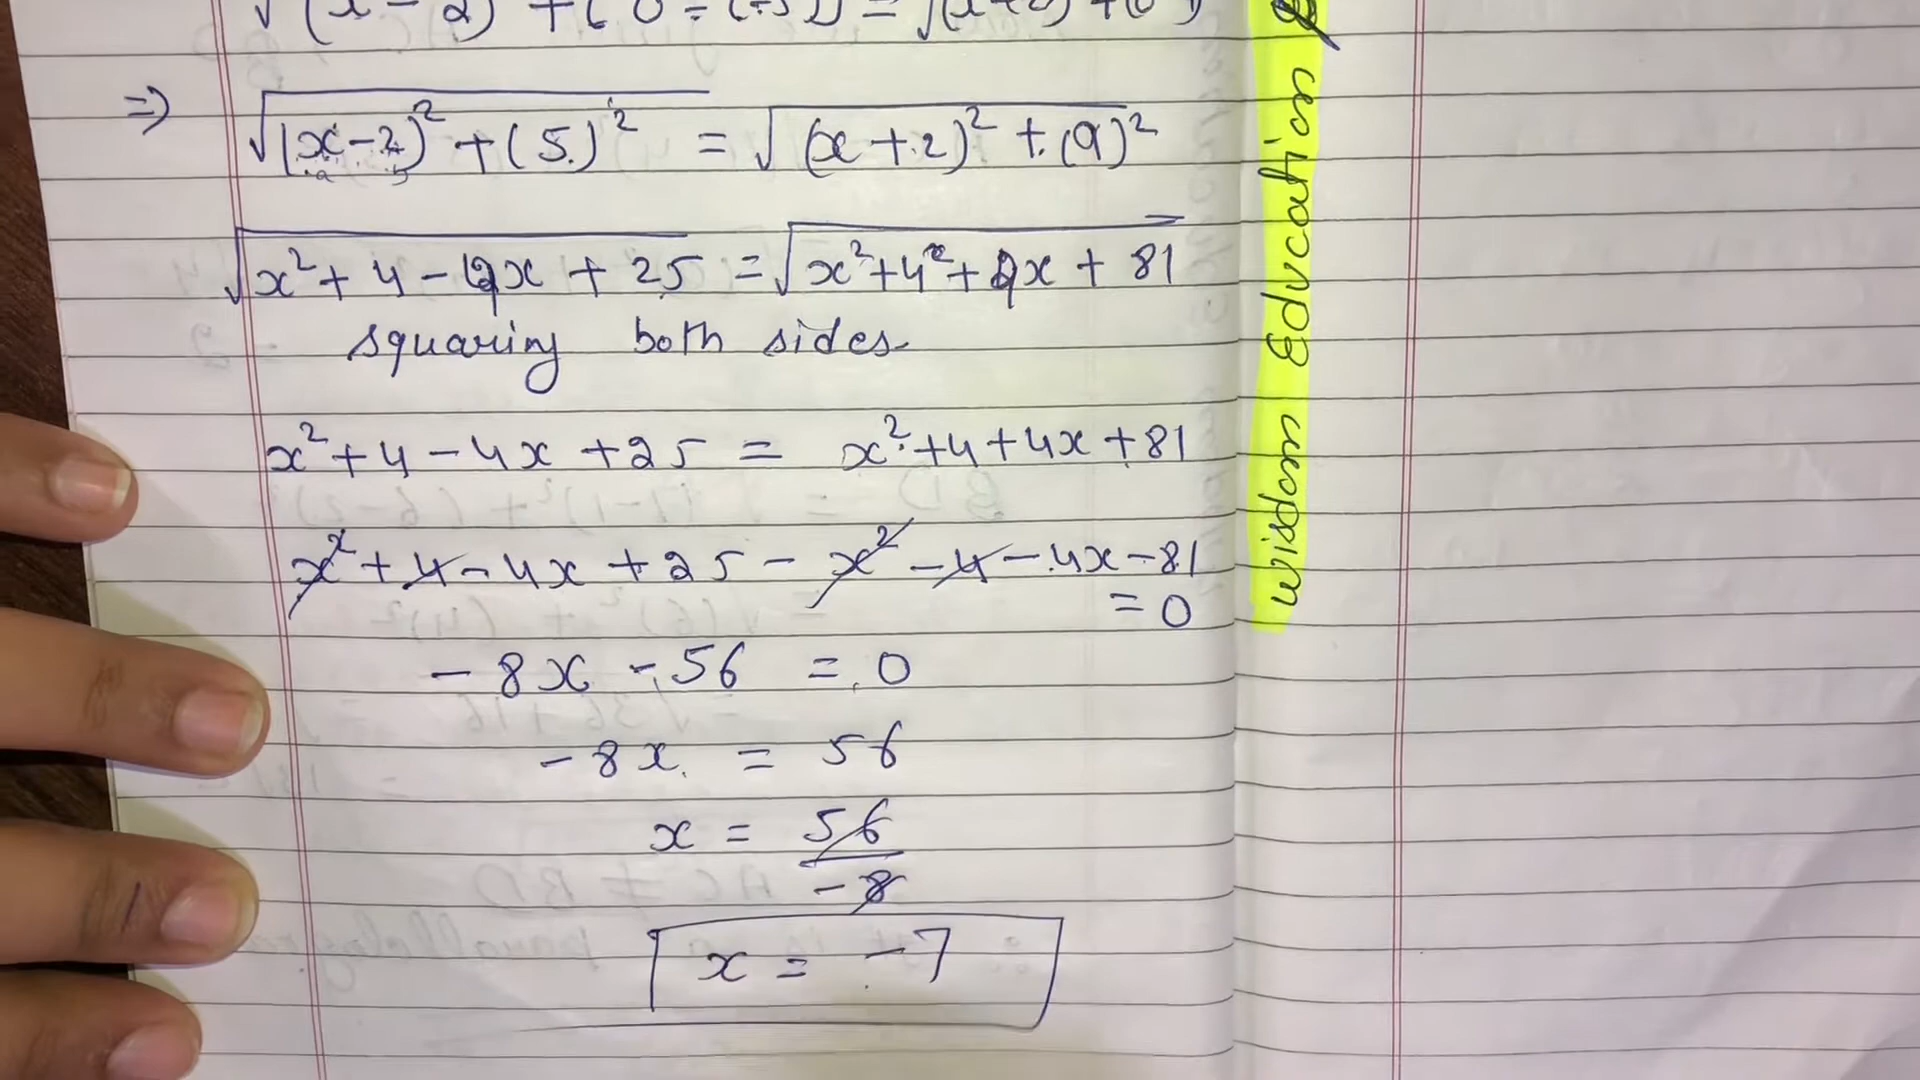 ⇒ √(x-2)² + (5)² = √(x+2)² + (9)²
√x² + 4 - 4x + 25 = √x² + 4 + 4x + 81
squaring both sides
x² + 4 - 4x + 25 = x² + 4 + 4x + 81
x² + 4 - 4x + 25 - x² - 4 - 4x - 81
= 0
- 8x - 56 = 0
- 8x = 56
x = 56
- 8
x = -7
Wisdom Education